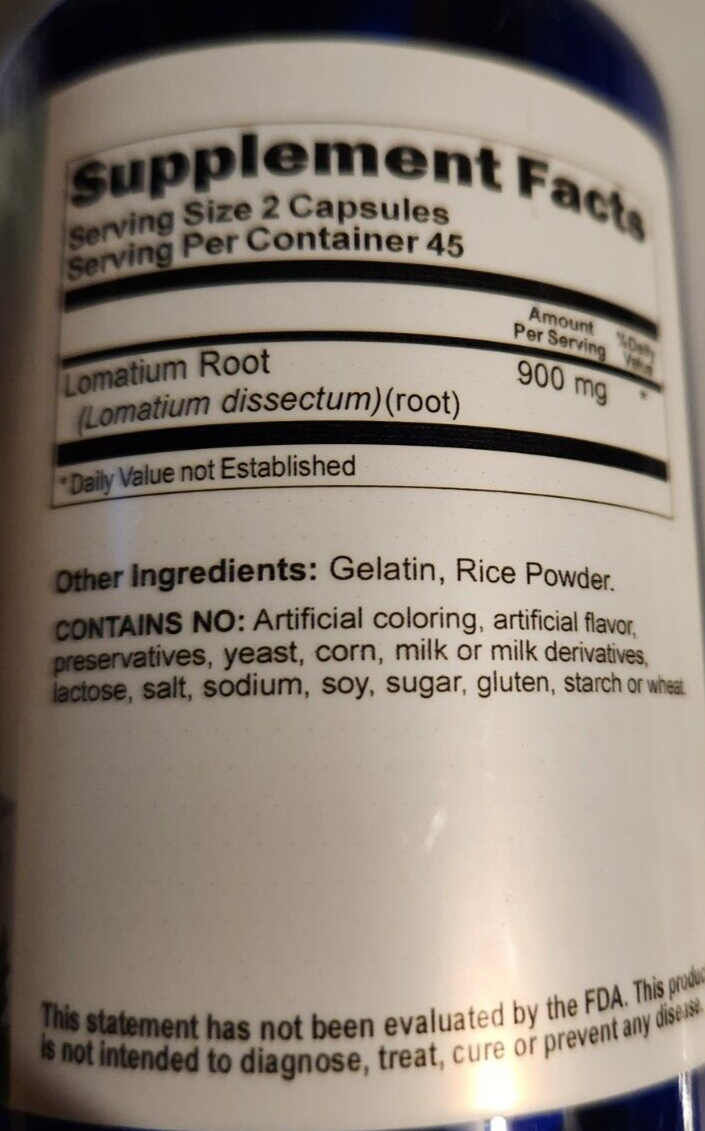 Supplement Facts
Serving Size 2 Capsules
Serving Per Container 45
Amount
Per Serving
%Daily
Value
Lomatium Root
900 mg
*
(Lomatium dissectum)(root)
*Daily Value not Established
Other Ingredients: Gelatin, Rice Powder.
CONTAINS NO: Artificial coloring, artificial flavor,
preservatives, yeast, corn, milk or milk derivatives,
lactose, salt, sodium, soy, sugar, gluten, starch or wheat.
This statement has not been evaluated by the FDA. This product
is not intended to diagnose, treat, cure or prevent any disease.